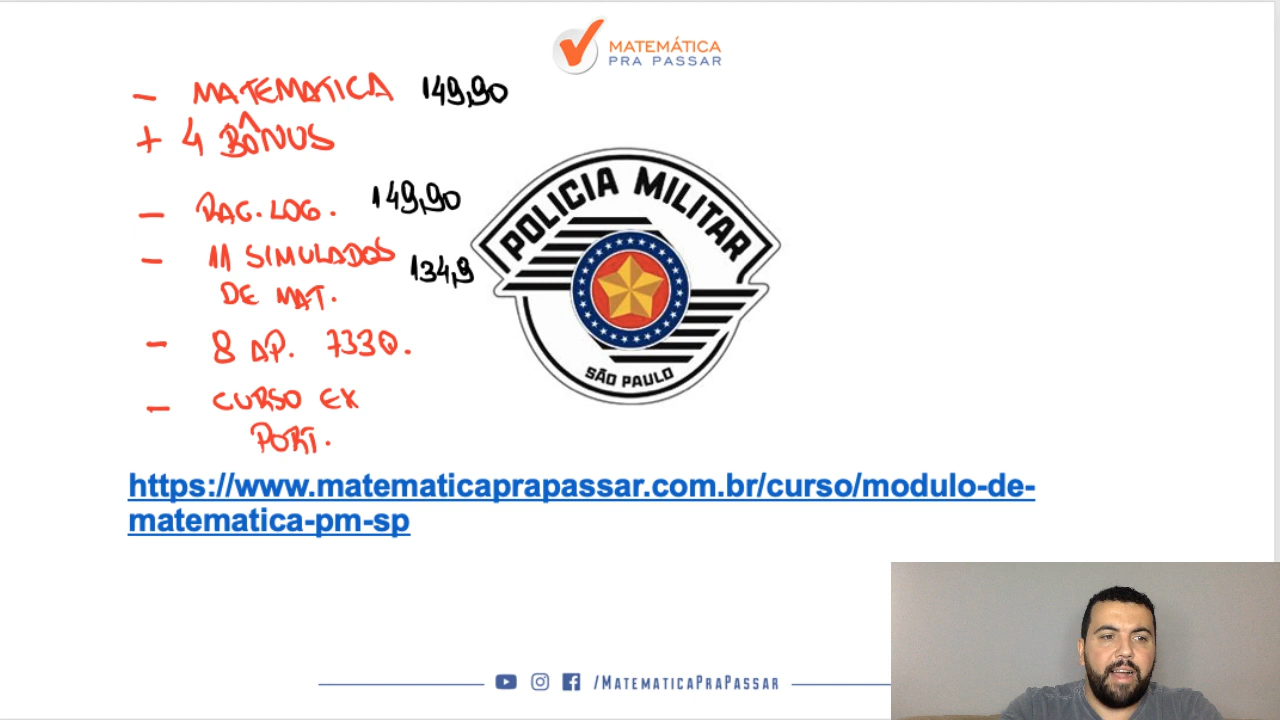 MATEMÁTICA
PRA PASSAR
- MATEMATICA 149,90
+ 4 BÔNUS
- RAC. LOG. 149,90
- 11 SIMULADOS 134,9
DE MAT.
- 8 AP. 7330.
- CURSO EX
PORT.
POLICIA MILITAR
SÃO PAULO
https://www.matematicaprapassar.com.br/curso/modulo-de-
matematica-pm-sp
/MATEMATICAPRAPASSAR